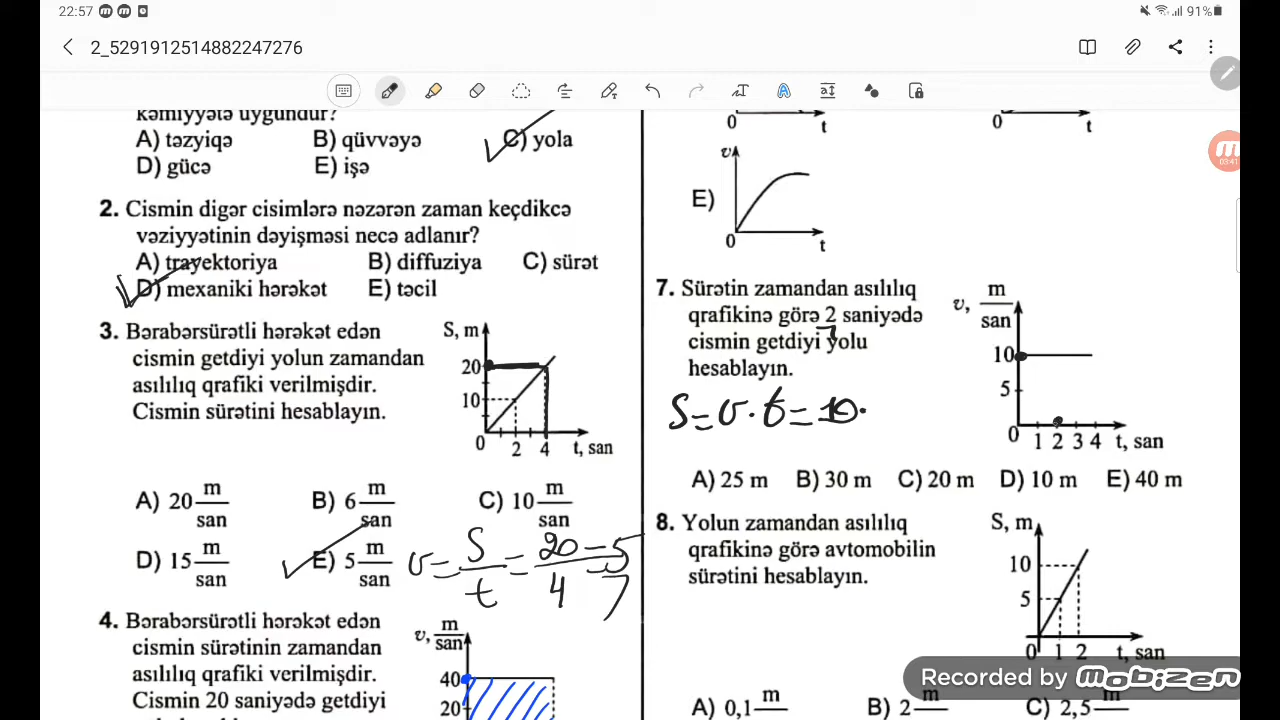 22:57
91%
2_5291912514882247276
kəmiyyətə uyğundur?
A) təzyiqə B) qüvvəyə C) yola
D) gücə E) işə
2. Cismin digər cisimlərə nəzərən zaman keçdikcə
vəziyyətinin dəyişməsi necə adlanır?
A) trayektoriya B) diffuziya C) sürət
D) mexaniki hərəkət E) təcil
3. Bərabərsürətli hərəkət edən
cismin getdiyi yolun zamandan
asılılıq qrafiki verilmişdir.
Cismin sürətini hesablayın.
S, m
20
10
0 2 4 t, san
A) 20 m/san B) 6 m/san C) 10 m/san
D) 15 m/san E) 5 m/san
υ = S/t = 20/4 = 5
4. Bərabərsürətli hərəkət edən
cismin sürətinin zamandan
asılılıq qrafiki verilmişdir.
Cismin 20 saniyədə getdiyi
υ, m/san
40
20
0 t
0 t
E)
υ
0 t
7. Sürətin zamandan asılılıq
qrafikinə görə 2 saniyədə
cismin getdiyi yolu
hesablayın.
υ, m/san
10
5
0 1 2 3 4 t, san
S = υ · t = 10 ·
A) 25 m B) 30 m C) 20 m D) 10 m E) 40 m
8. Yolun zamandan asılılıq
qrafikinə görə avtomobilin
sürətini hesablayın.
S, m
10
5
0 1 2 t, san
A) 0,1 m B) 2 m C) 2,5 m
03:41
Recorded by mobizen